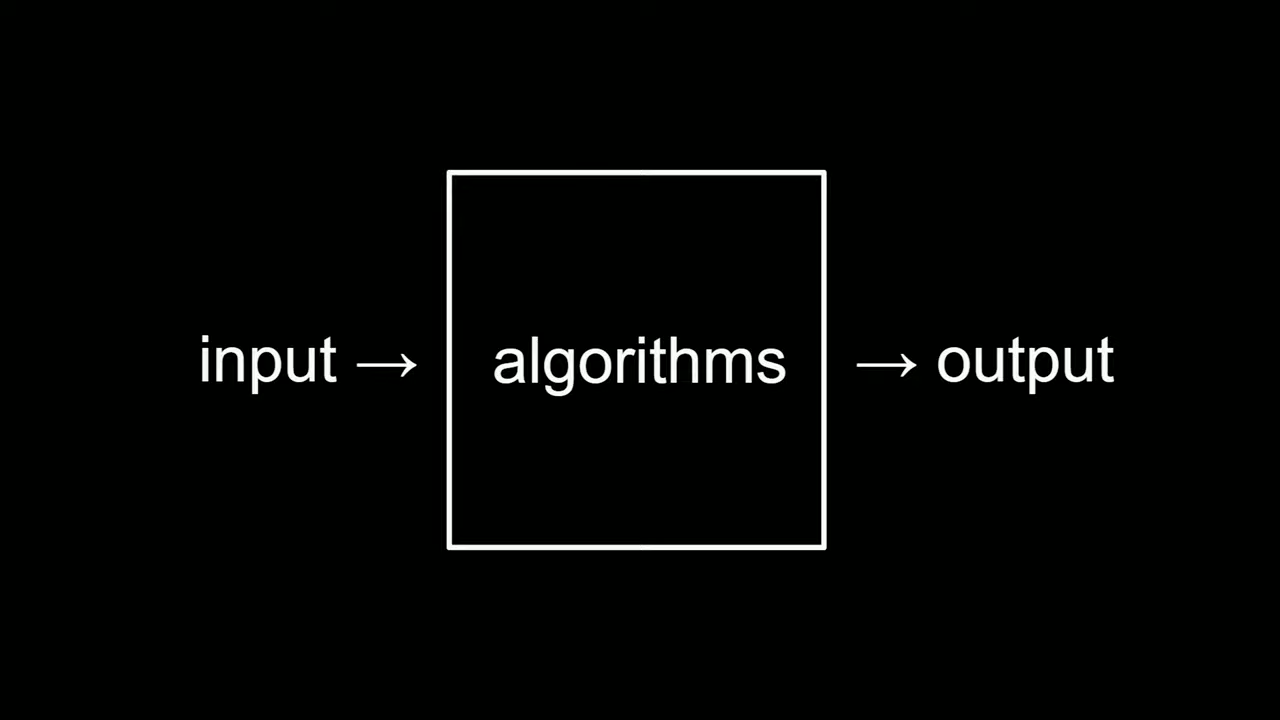 input → algorithms → output